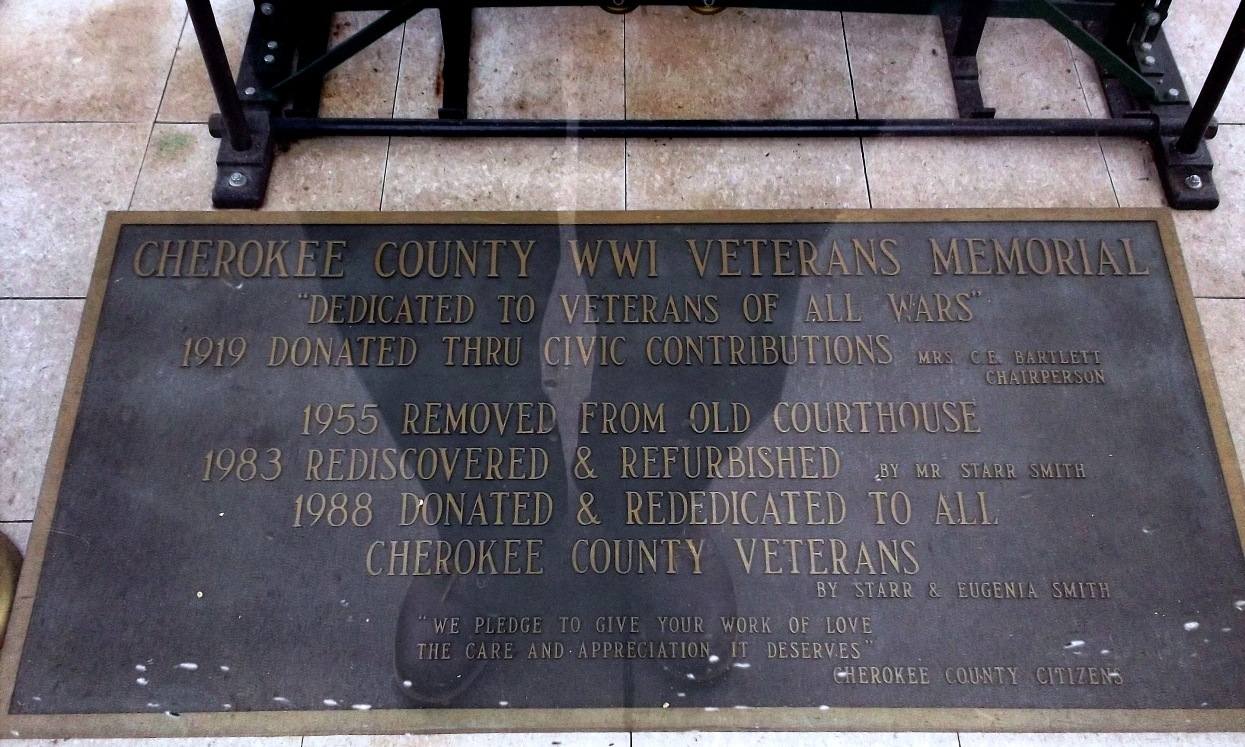 CHEROKEE COUNTY WWI VETERANS MEMORIAL
"DEDICATED TO VETERANS OF ALL WARS"
1919 DONATED THRU CIVIC CONTRIBUTIONS MRS. C.E. BARTLETT
CHAIRPERSON
1955 REMOVED FROM OLD COURTHOUSE
1983 REDISCOVERED & REFURBISHED BY MR. STARR SMITH
1988 DONATED & REDEDICATED TO ALL
CHEROKEE COUNTY VETERANS
BY STARR & EUGENIA SMITH
"WE PLEDGE TO GIVE YOUR WORK OF LOVE
THE CARE AND APPRECIATION IT DESERVES"
CHEROKEE COUNTY CITIZENS